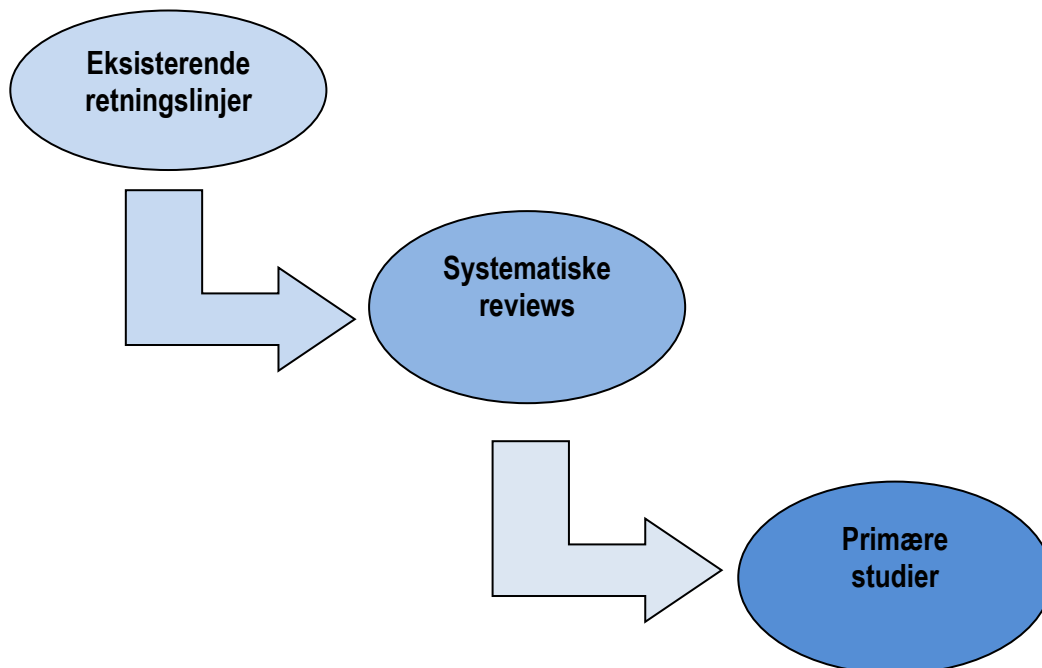 Eksisterende
retningslinjer
Systematiske
reviews
Primære
studier